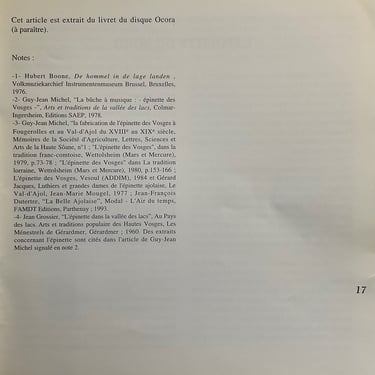 Cet article est extrait du livret du disque Ocora
(à paraître).
Notes :
-1- Hubert Boone, De hommel in de lage landen ,
Volkmuziekarchief Instrumentenmuseum Brussel, Bruxelles,
1976.
-2- Guy-Jean Michel, "La bûche à musique : - épinette des
Vosges -", Arts et traditions de la vallée des lacs, Colmar-
Ingersheim, Editions SAEP, 1978.
-3- Guy-Jean Michel, "la fabrication de l'épinette des Vosges à
Fougerolles et au Val-d'Ajol du XVIIIe au XIXe siècle,
Mémoires de la Société d'Agriculture, Lettres, Sciences et
Arts de la Haute Sâune, n°1 ; "L'épinette des Vosges", dans la
tradition franc-comtoise, Wettolsheim (Mars et Mercure),
1979, p.73-78 ; "L'épinette des Vosges" dans La tradition
lorraine, Wettolsheim (Mars et Mercure), 1980, p.153-166 ;
L'épinette des Vosges, Vesoul (ADDIM), 1984 et Gérard
Jacques, Luthiers et grandes dames de l'épinette ajolaise, Le
Val-d'Ajol, Jean-Marie Mougel, 1977 ; Jean-François
Dutertre, "La Belle Ajolaise", Modal - L'Air du temps,
FAMDT Editions, Parthenay ; 1993.
-4- Jean Grossier, "L'épinette dans la vallée des lacs", Au Pays
des lacs. Arts et traditions populaire des Hautes Vosges, Les
Ménestrels de Gérardmer, Gérardmer ; 1960. Des extraits
concernant l'épinette sont cités dans l'article de Guy-Jean
Michel signalé en note 2.
17